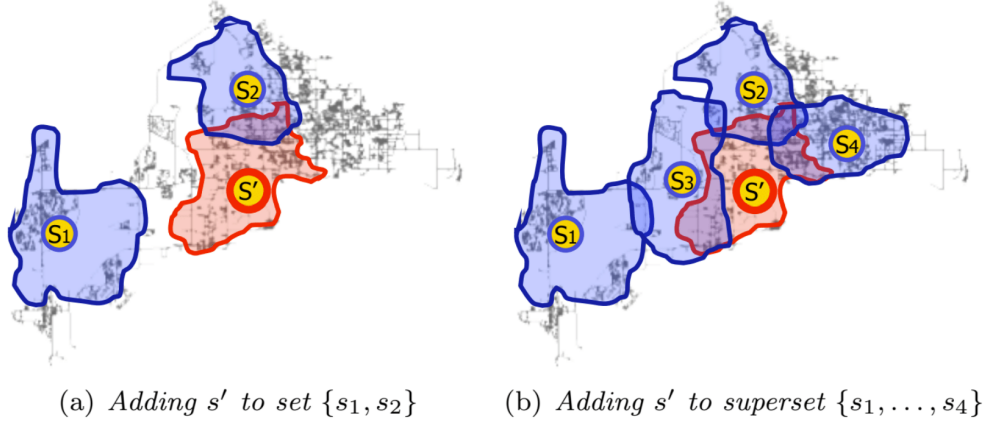 S2
S'
S1
S2
S4
S3
S'
S1
(a) Adding s′ to set {s1, s2}
(b) Adding s′ to superset {s1, . . . , s4}